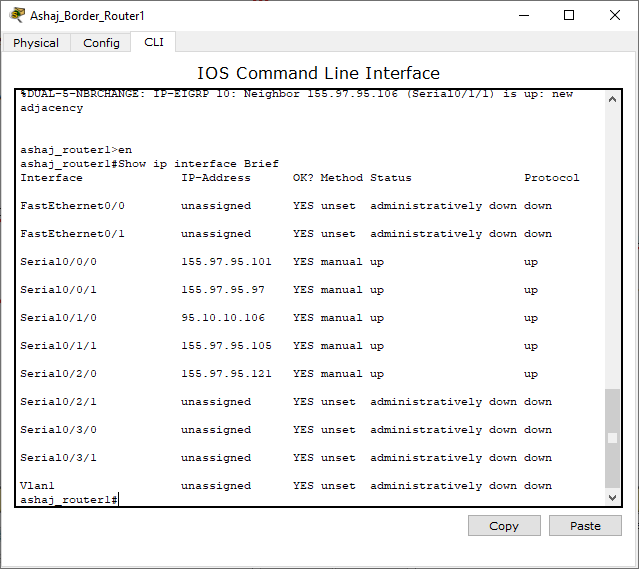 Ashaj_Border_Router1
Physical Config CLI
IOS Command Line Interface
%DUAL-5-NBRCHANGE: IP-EIGRP 10: Neighbor 155.97.95.106 (Serial0/1/1) is up: new
adjacency
ashaj_router1>en
ashaj_router1#Show ip interface Brief
Interface IP-Address OK? Method Status Protocol
FastEthernet0/0 unassigned YES unset administratively down down
FastEthernet0/1 unassigned YES unset administratively down down
Serial0/0/0 155.97.95.101 YES manual up up
Serial0/0/1 155.97.95.97 YES manual up up
Serial0/1/0 95.10.10.106 YES manual up up
Serial0/1/1 155.97.95.105 YES manual up up
Serial0/2/0 155.97.95.121 YES manual up up
Serial0/2/1 unassigned YES unset administratively down down
Serial0/3/0 unassigned YES unset administratively down down
Serial0/3/1 unassigned YES unset administratively down down
Vlan1 unassigned YES unset administratively down down
ashaj_router1#
Copy Paste